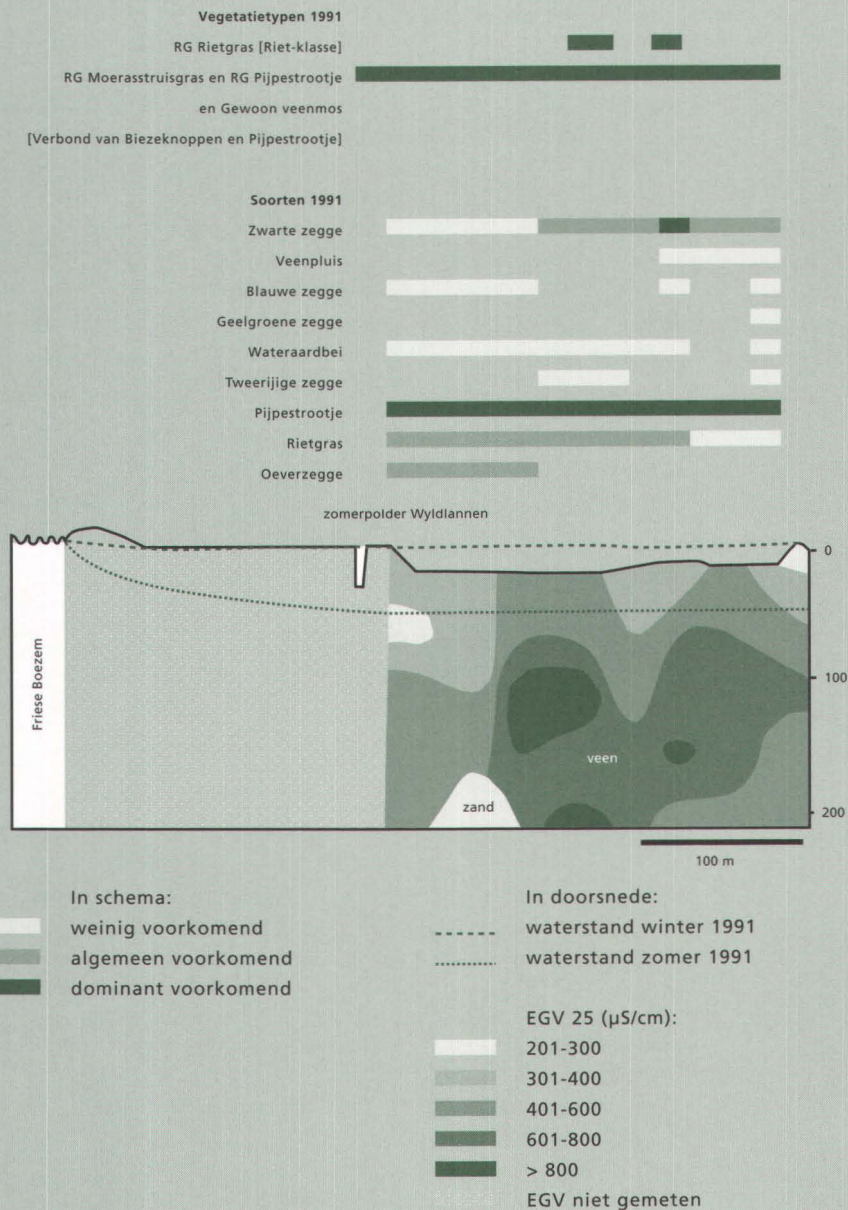 Vegetatietypen 1991
RG Rietgras [Riet-klasse]
RG Moerasstruisgras en RG Pijpestrootje
en Gewoon veenmos
[Verbond van Biezeknoppen en Pijpestrootje]
Soorten 1991
Zwarte zegge
Veenpluis
Blauwe zegge
Geelgroene zegge
Wateraardbei
Tweerijige zegge
Pijpestrootje
Rietgras
Oeverzegge
zomerpolder Wyldlannen
0
Friese Boezem
100
veen
zand
200
100 m
In schema:
weinig voorkomend
algemeen voorkomend
dominant voorkomend
In doorsnede:
waterstand winter 1991
waterstand zomer 1991
EGV 25 (µS/cm):
201-300
301-400
401-600
601-800
> 800
EGV niet gemeten